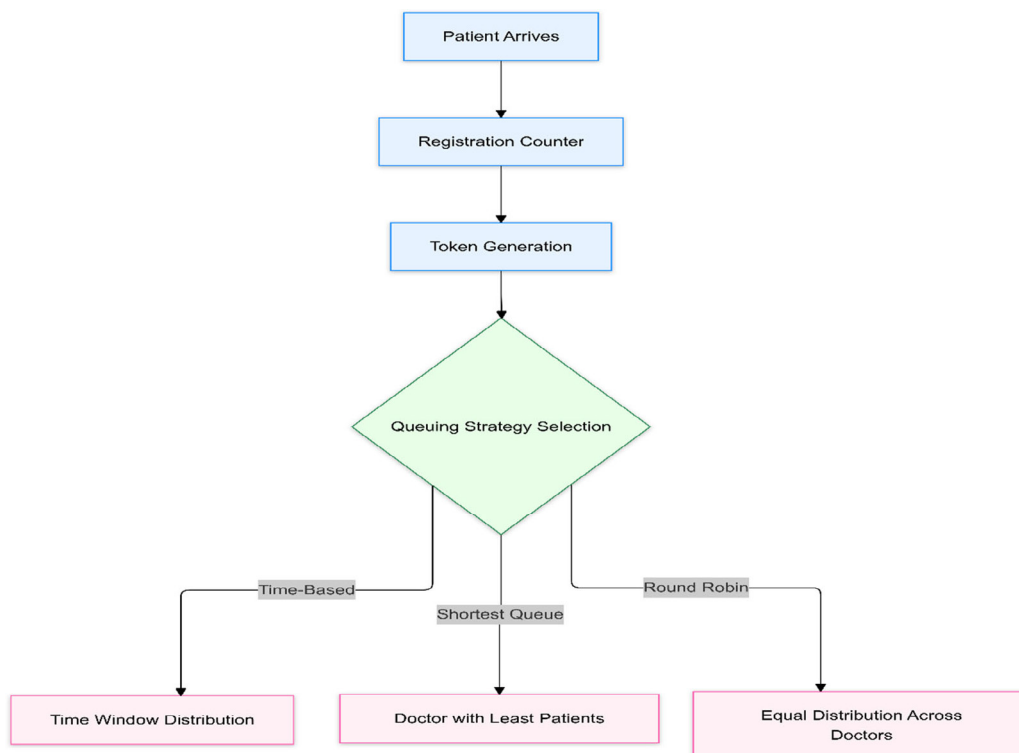 Patient Arrives
Registration Counter
Token Generation
Queuing Strategy Selection
Time-Based
Shortest Queue
Round Robin
Time Window Distribution
Doctor with Least Patients
Equal Distribution Across
Doctors